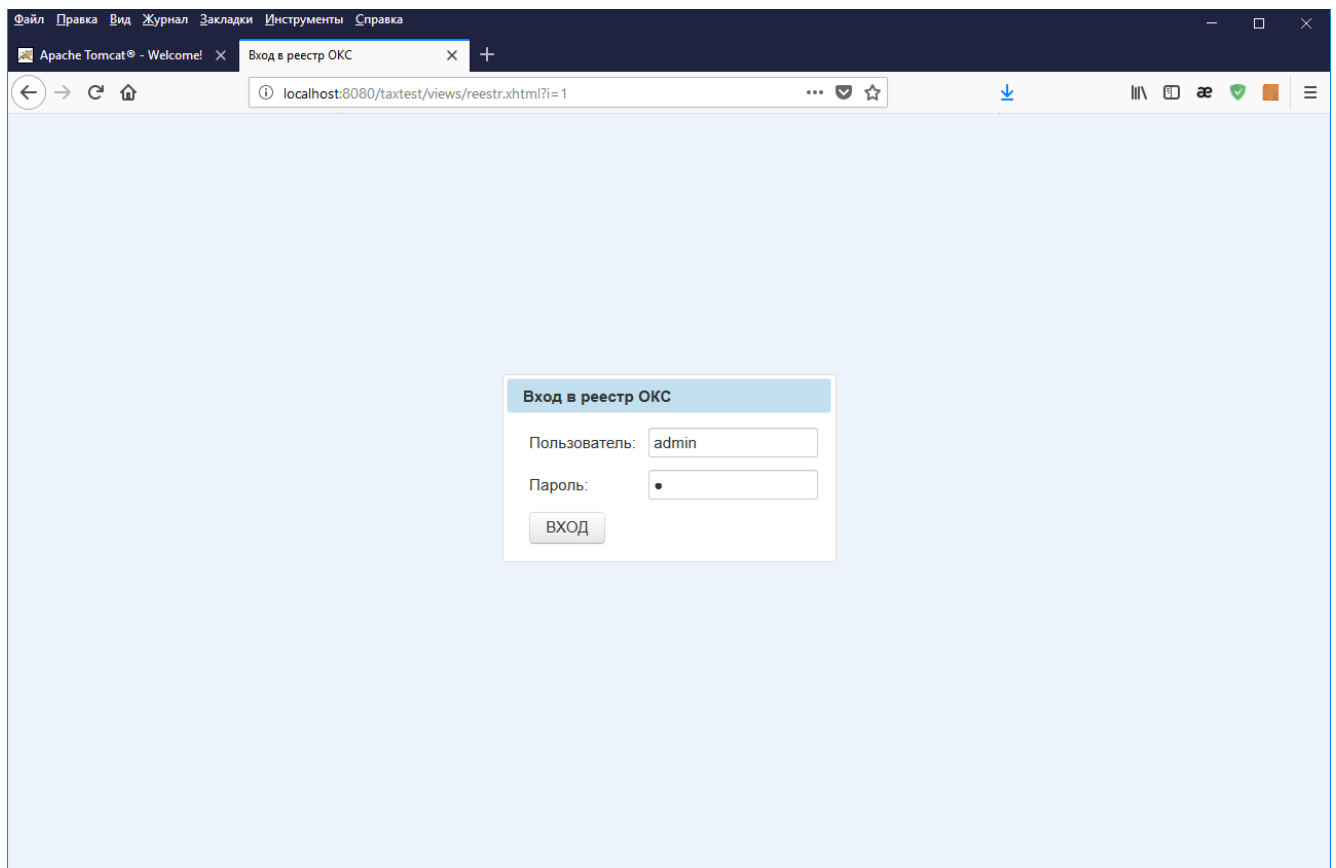 Файл Правка Вид Журнал Закладки Инструменты Справка
Apache Tomcat® - Welcome! Вход в реестр ОКС
localhost:8080/taxtest/views/reestr.xhtml?i=1
æ
Вход в реестр ОКС
Пользователь: admin
Пароль: ●
ВХОД